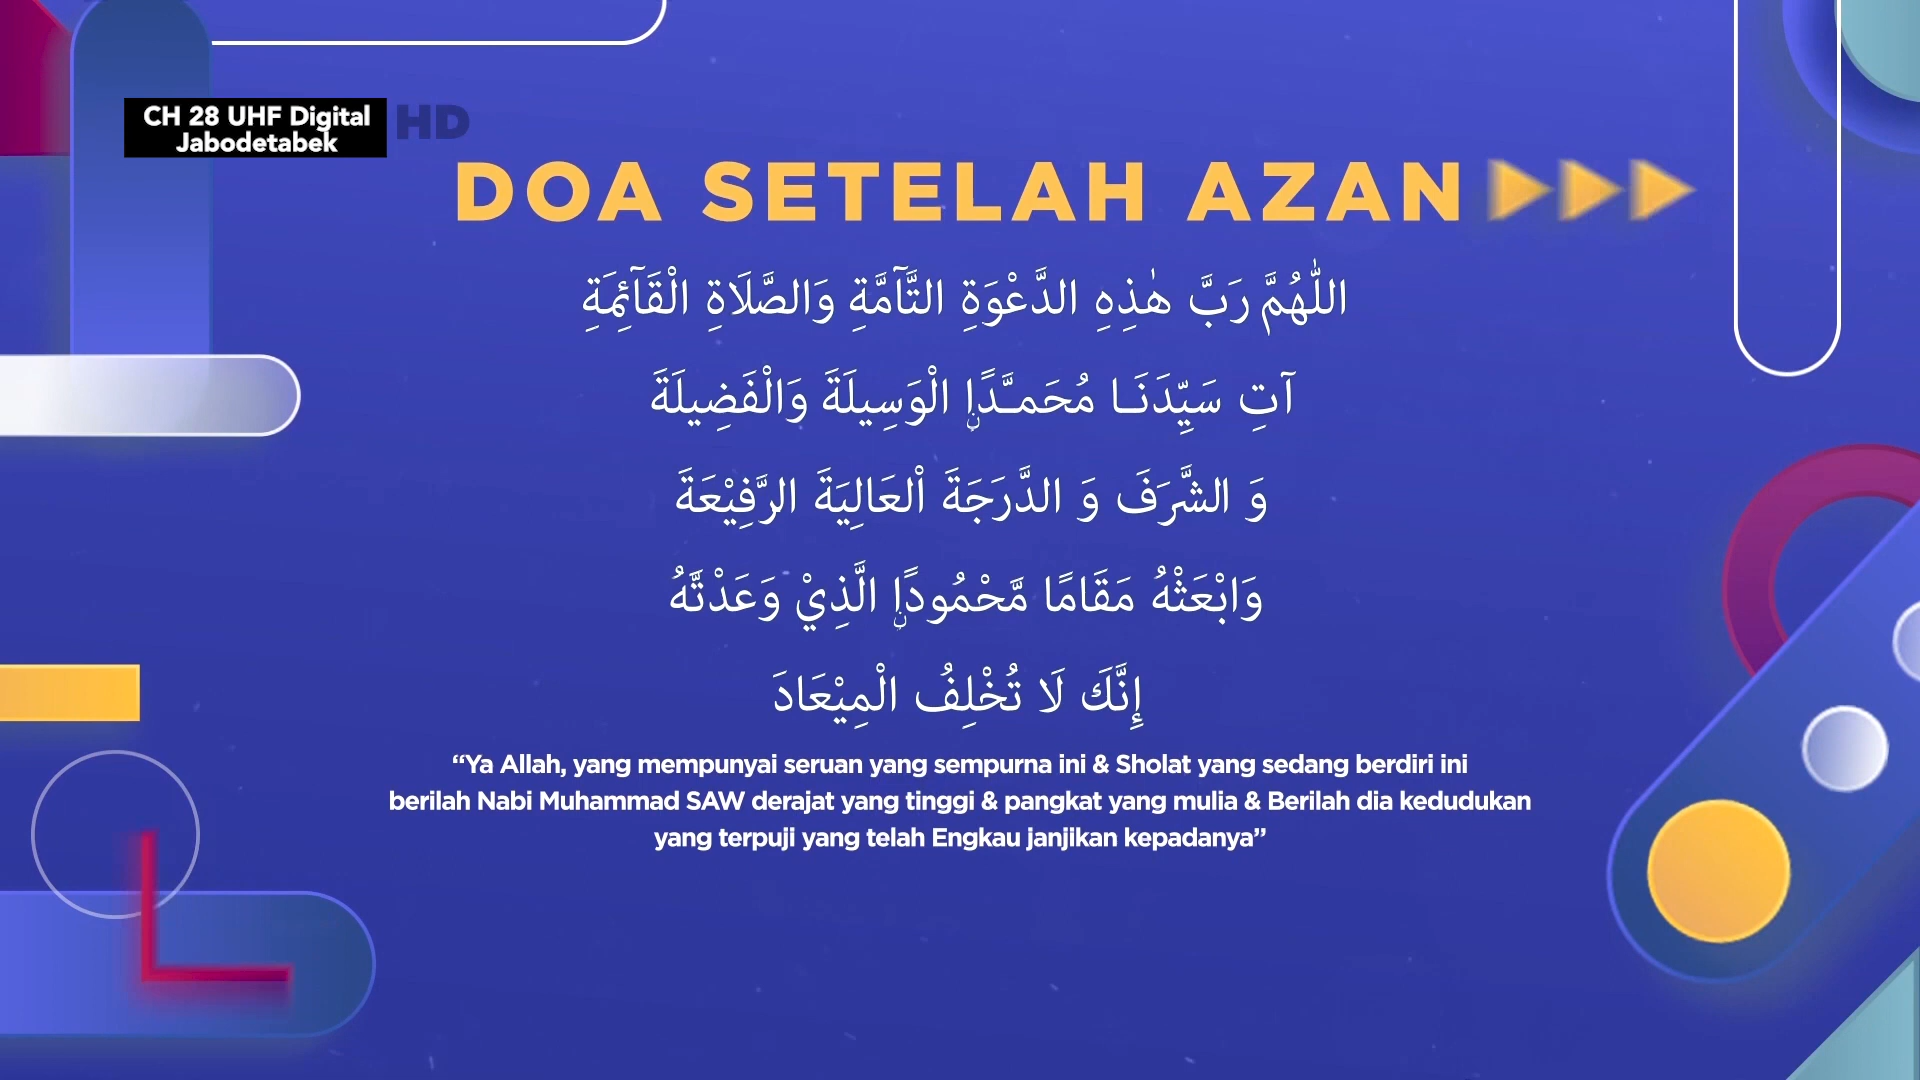 CH 28 UHF Digital
Jabodetabek
HD
DOA SETELAH AZAN
اللّٰهُمَّ رَبَّ هٰذِهِ الدَّعْوَةِ التَّآمَّةِ وَالصَّلَاةِ الْقَآئِمَةِ
آتِ سَيِّدَنَـا مُحَمـَّدًاۨ الْوَسِيلَةَ وَالْفَضِيلَةَ
وَ الشَّرَفَ وَ الدَّرَجَةَ اْلعَالِيَةَ الرَّفِيْعَةَ
وَابْعَثْهُ مَقَامًا مَّحْمُودًاۨ الَّذِيْ وَعَدْتَّهُ
إِنَّكَ لَا تُخْلِفُ الْمِيْعَادَ
“Ya Allah, yang mempunyai seruan yang sempurna ini & Sholat yang sedang berdiri ini
berilah Nabi Muhammad SAW derajat yang tinggi & pangkat yang mulia & Berilah dia kedudukan
yang terpuji yang telah Engkau janjikan kepadanya”